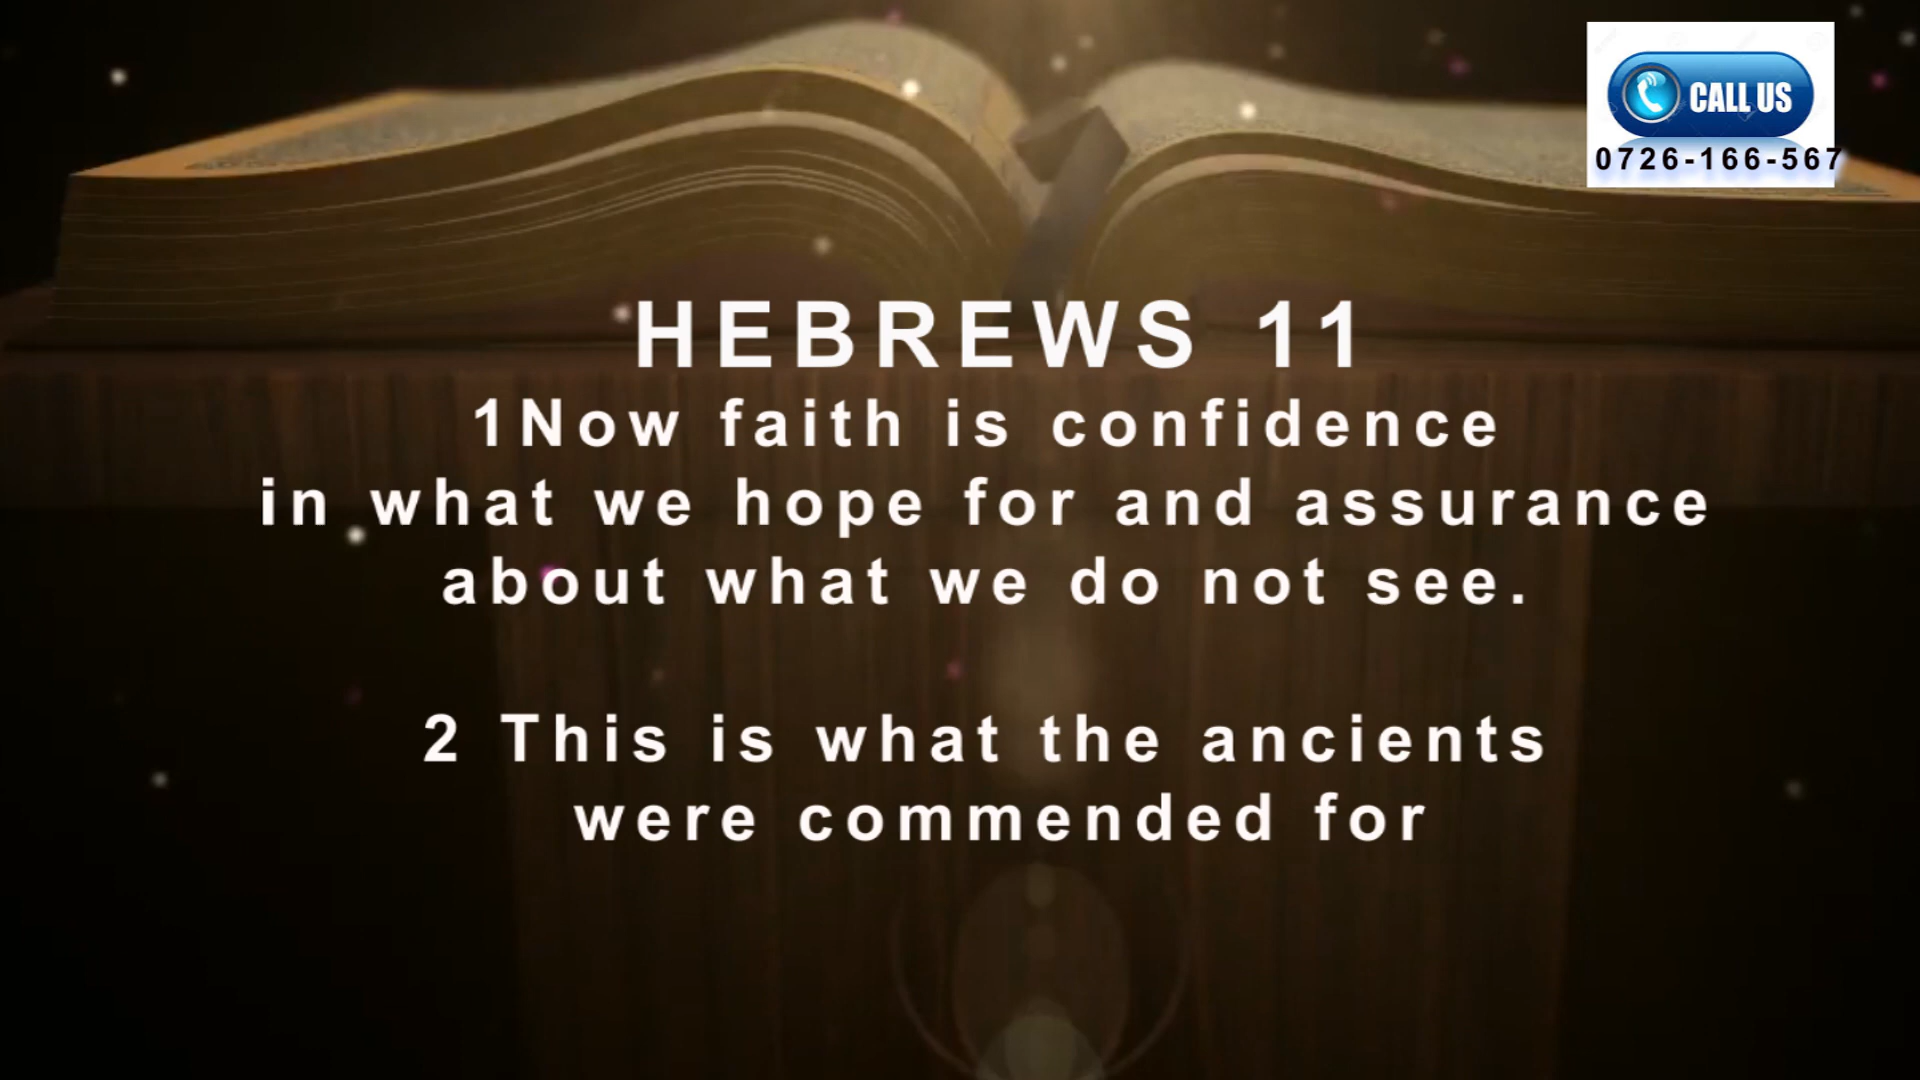 CALL US
0726-166-567
HEBREWS 11
1Now faith is confidence
in what we hope for and assurance
about what we do not see.
2 This is what the ancients
were commended for